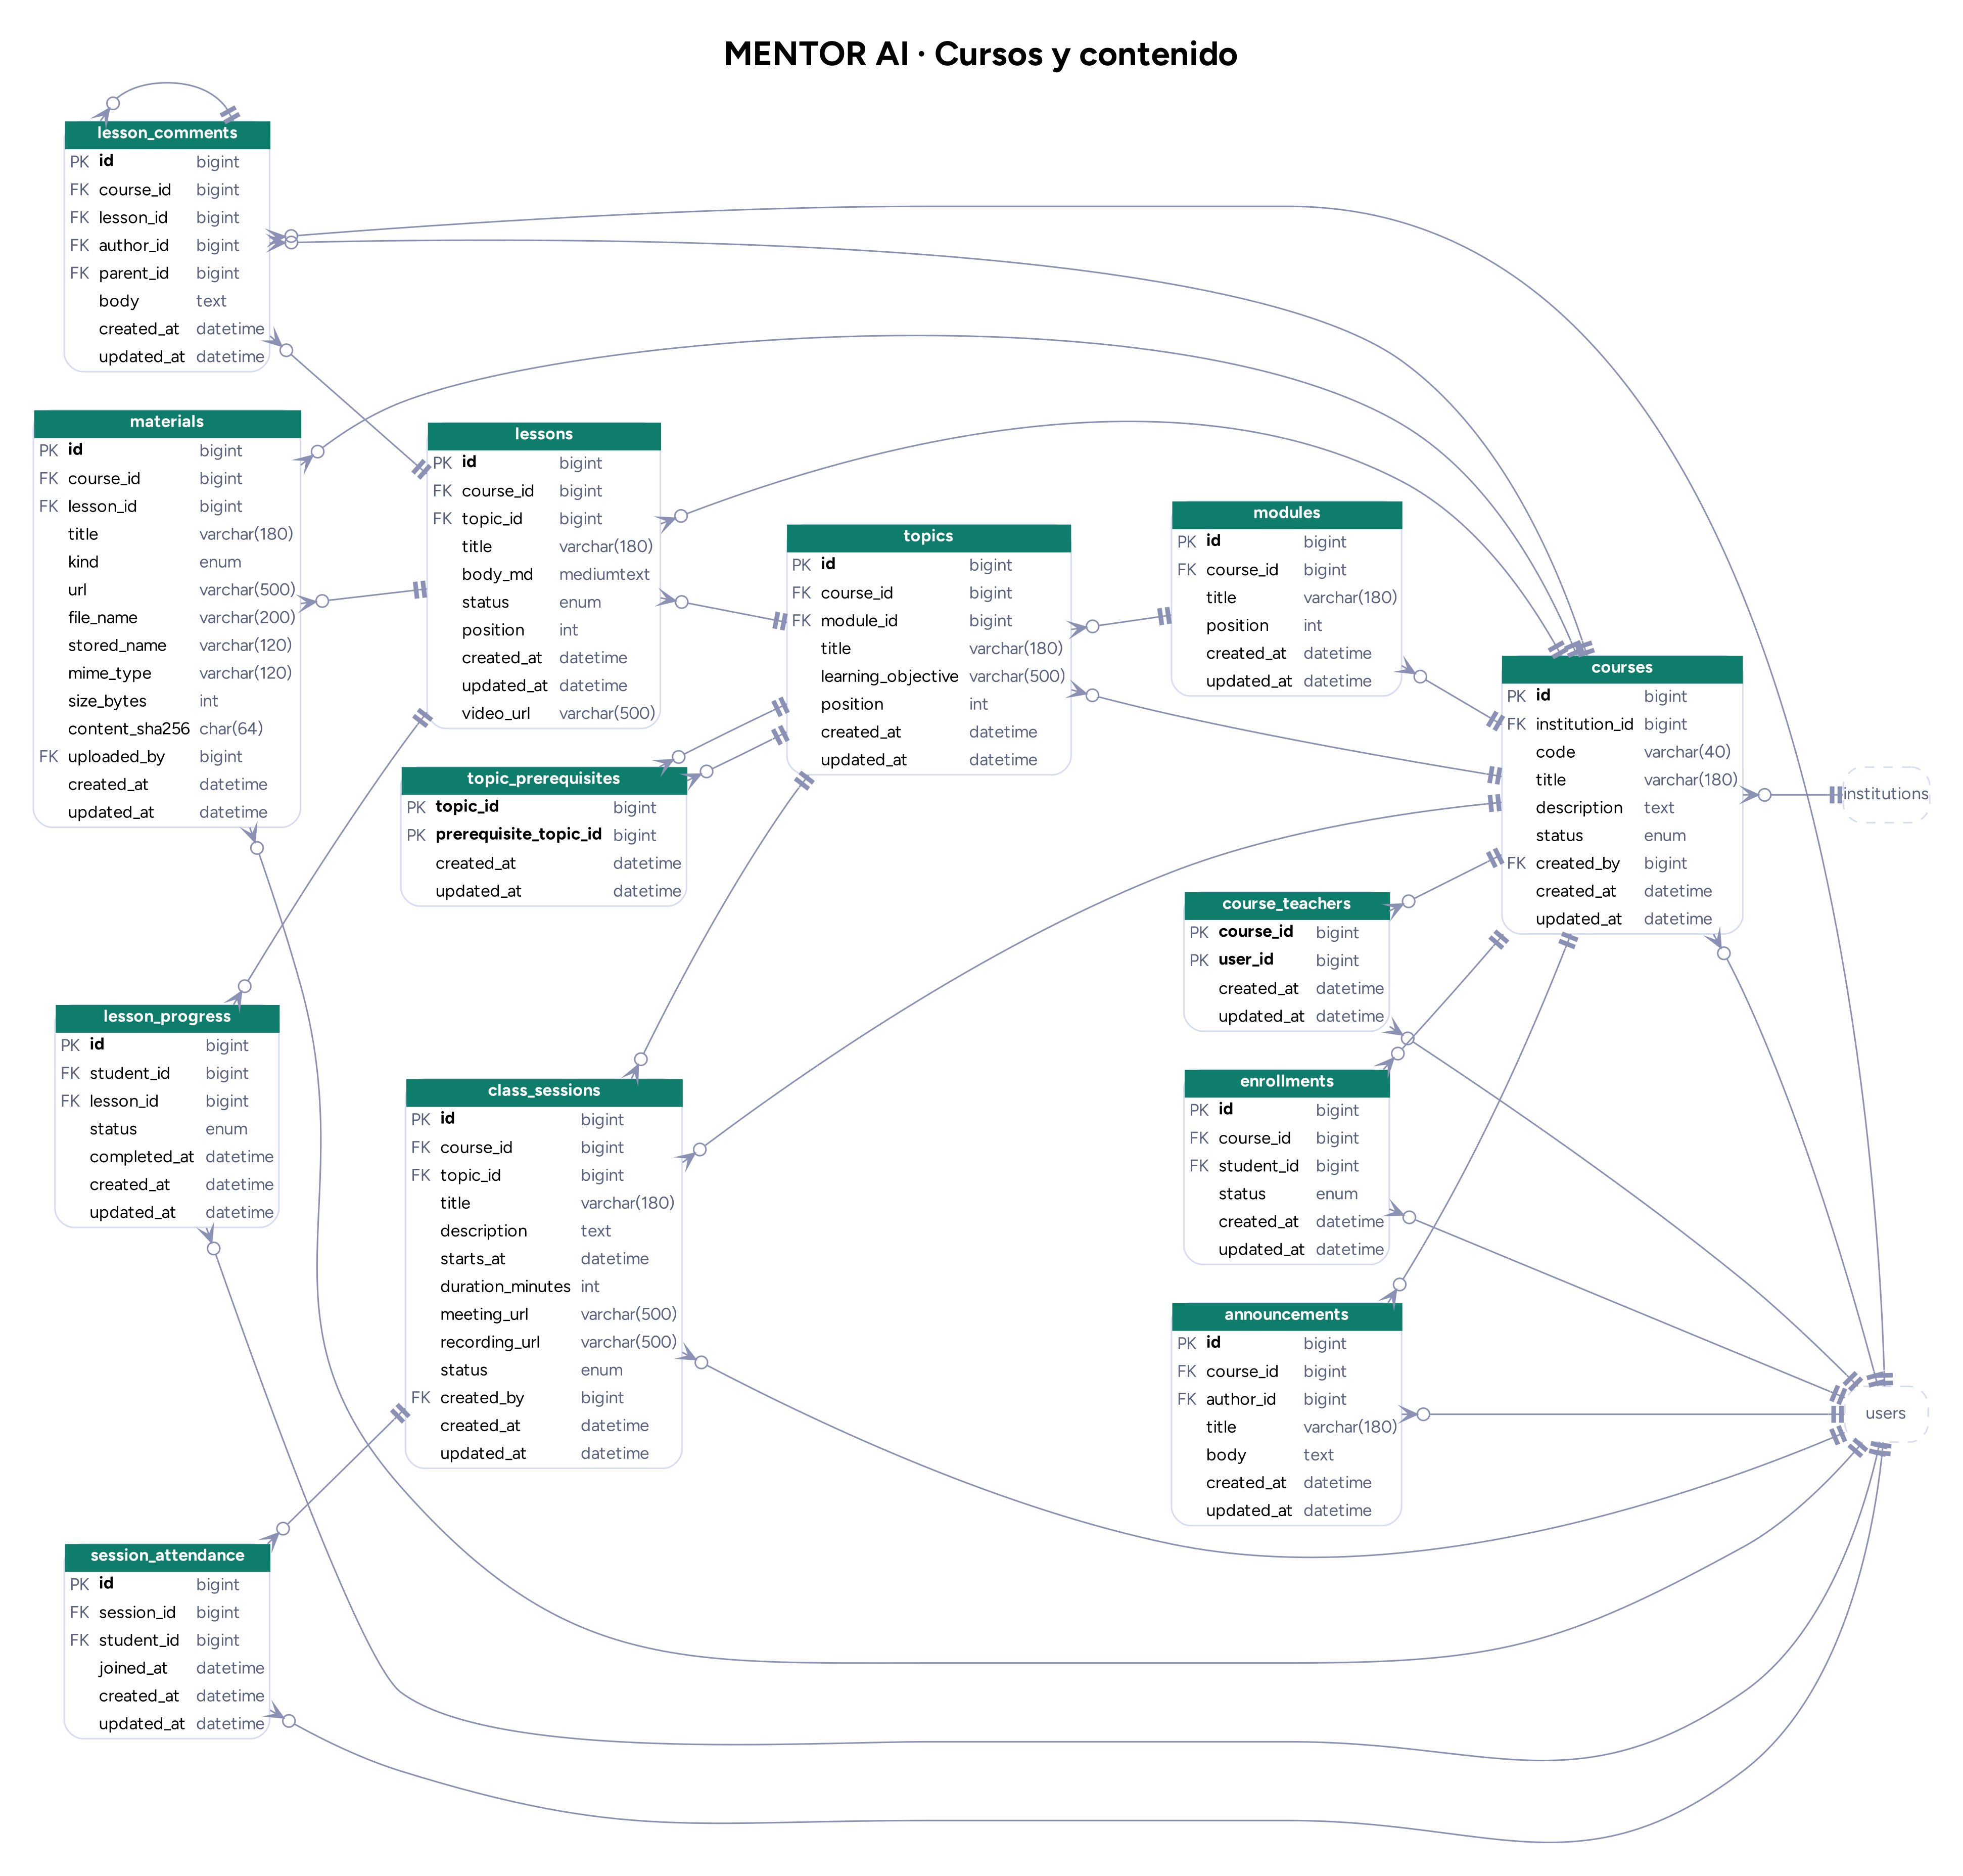 MENTOR AI · Cursos y contenido
lesson_comments
PK id bigint
FK course_id bigint
FK lesson_id bigint
FK author_id bigint
FK parent_id bigint
body text
created_at datetime
updated_at datetime
materials
PK id bigint
FK course_id bigint
FK lesson_id bigint
title varchar(180)
kind enum
url varchar(500)
file_name varchar(200)
stored_name varchar(120)
mime_type varchar(120)
size_bytes int
content_sha256 char(64)
FK uploaded_by bigint
created_at datetime
updated_at datetime
lessons
PK id bigint
FK course_id bigint
FK topic_id bigint
title varchar(180)
body_md mediumtext
status enum
position int
created_at datetime
updated_at datetime
video_url varchar(500)
topics
PK id bigint
FK course_id bigint
FK module_id bigint
title varchar(180)
learning_objective varchar(500)
position int
created_at datetime
updated_at datetime
modules
PK id bigint
FK course_id bigint
title varchar(180)
position int
created_at datetime
updated_at datetime
courses
PK id bigint
FK institution_id bigint
code varchar(40)
title varchar(180)
description text
status enum
FK created_by bigint
created_at datetime
updated_at datetime
institutions
topic_prerequisites
PK topic_id bigint
PK prerequisite_topic_id bigint
created_at datetime
updated_at datetime
course_teachers
PK course_id bigint
PK user_id bigint
created_at datetime
updated_at datetime
lesson_progress
PK id bigint
FK student_id bigint
FK lesson_id bigint
status enum
completed_at datetime
created_at datetime
updated_at datetime
class_sessions
PK id bigint
FK course_id bigint
FK topic_id bigint
title varchar(180)
description text
starts_at datetime
duration_minutes int
meeting_url varchar(500)
recording_url varchar(500)
status enum
FK created_by bigint
created_at datetime
updated_at datetime
enrollments
PK id bigint
FK course_id bigint
FK student_id bigint
status enum
created_at datetime
updated_at datetime
announcements
PK id bigint
FK course_id bigint
FK author_id bigint
title varchar(180)
body text
created_at datetime
updated_at datetime
users
session_attendance
PK id bigint
FK session_id bigint
FK student_id bigint
joined_at datetime
created_at datetime
updated_at datetime